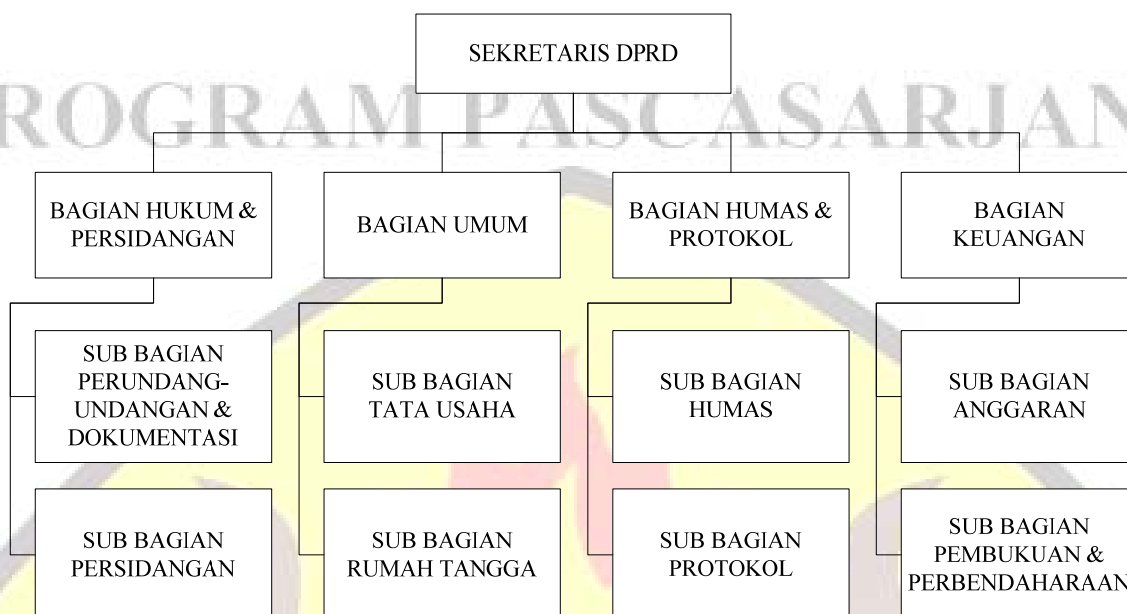 SEKRETARIS DPRD
ROGRAM PASCASARJAN
BAGIAN HUKUM &
PERSIDANGAN
BAGIAN UMUM
BAGIAN HUMAS &
PROTOKOL
BAGIAN
KEUANGAN
SUB BAGIAN
PERUNDANG-
UNDANGAN &
DOKUMENTASI
SUB BAGIAN
TATA USAHA
SUB BAGIAN
HUMAS
SUB BAGIAN
ANGGARAN
SUB BAGIAN
PERSIDANGAN
SUB BAGIAN
RUMAH TANGGA
SUB BAGIAN
PROTOKOL
SUB BAGIAN
PEMBUKUAN &
PERBENDAHARAAN